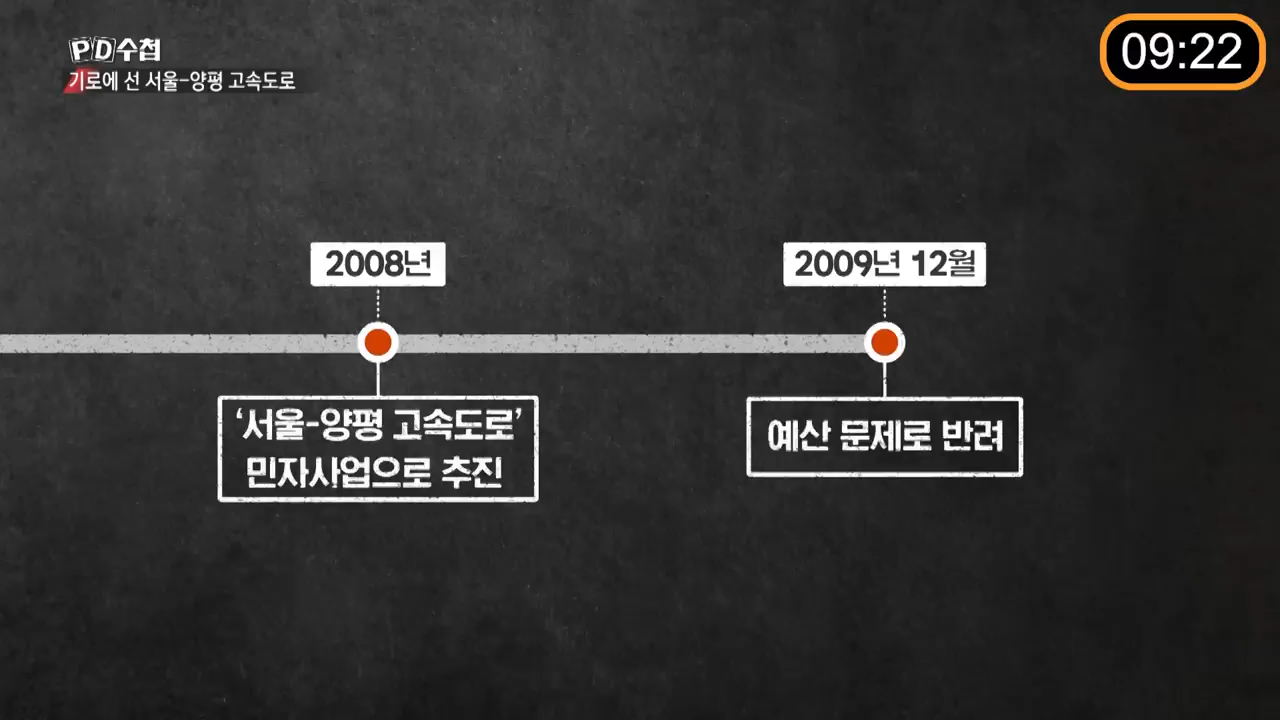 PD수첩
기로에 선 서울-양평 고속도로
09:22
2008년
2009년 12월
‘서울-양평 고속도로’
민자사업으로 추진
예산 문제로 반려